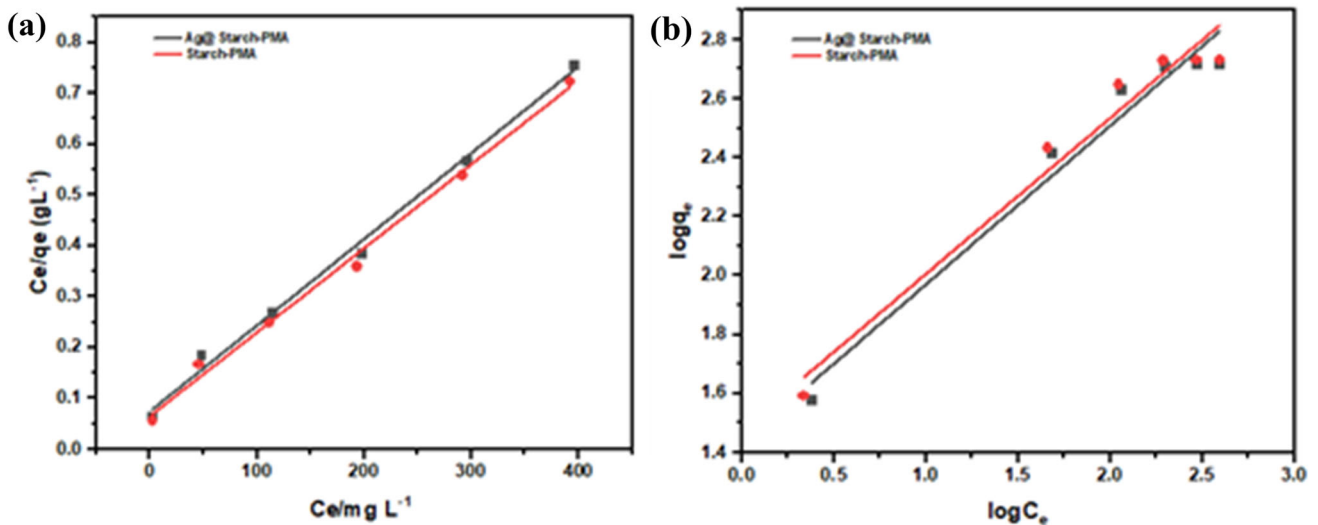 (a)
Ag@ Starch-PMA
Starch-PMA
0.8
0.7
0.6
0.5
0.4
0.3
0.2
0.1
0.0
Ce/qe (gL⁻¹)
0 100 200 300 400
Ce/mg L⁻¹
(b)
Ag@ Starch-PMA
Starch-PMA
2.8
2.6
2.4
2.2
2.0
1.8
1.6
1.4
logqₑ
0.0 0.5 1.0 1.5 2.0 2.5 3.0
logCₑ